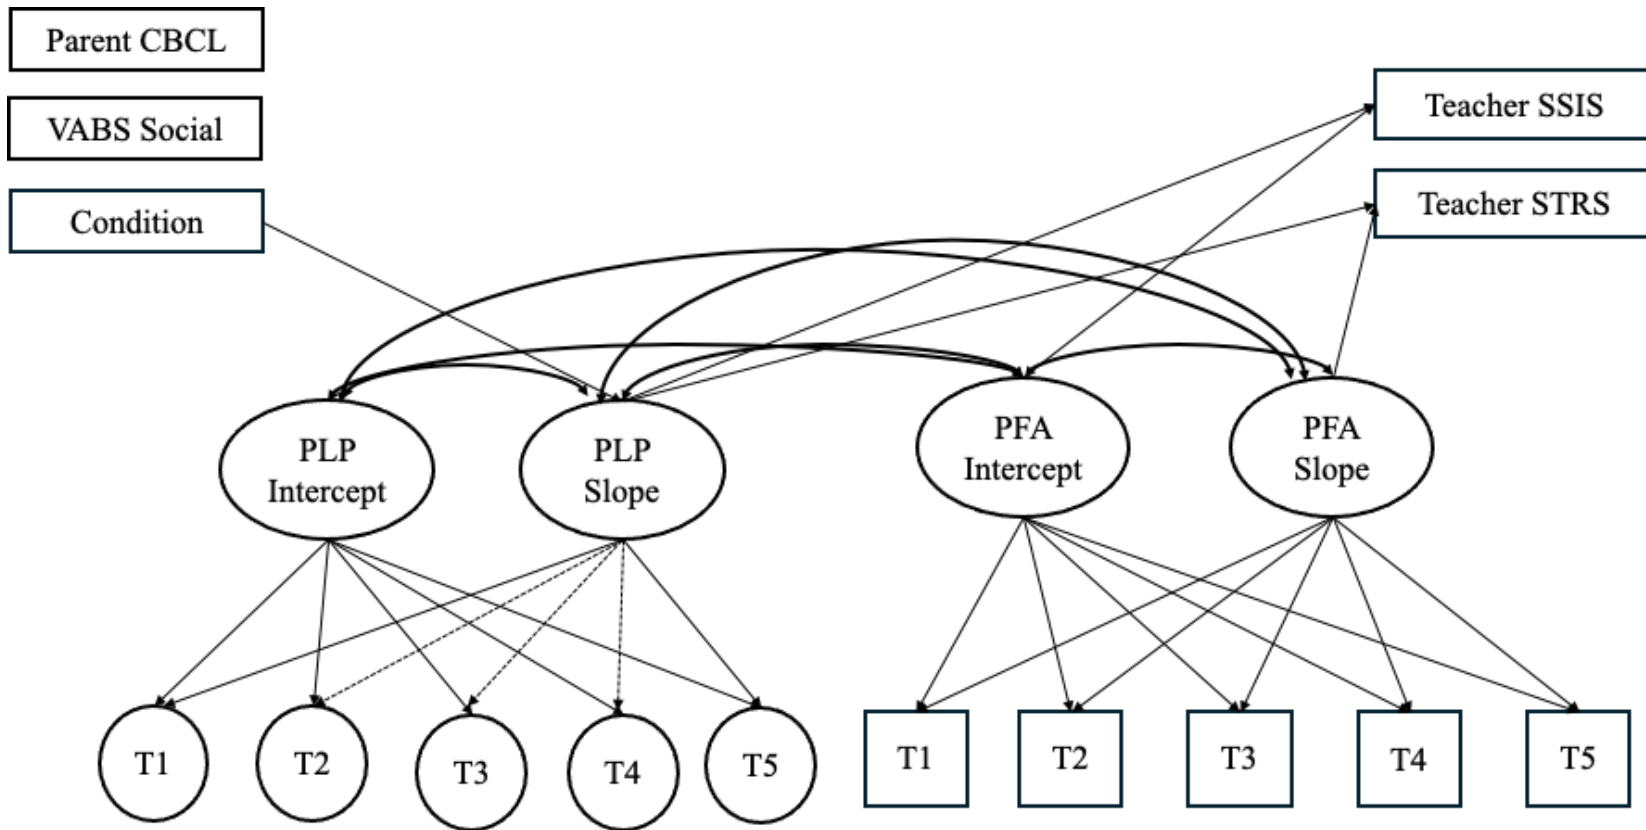 Parent CBCL
VABS Social
Condition
Teacher SSIS
Teacher STRS
PLP
Intercept
PLP
Slope
PFA
Intercept
PFA
Slope
T1
T2
T3
T4
T5
T1
T2
T3
T4
T5